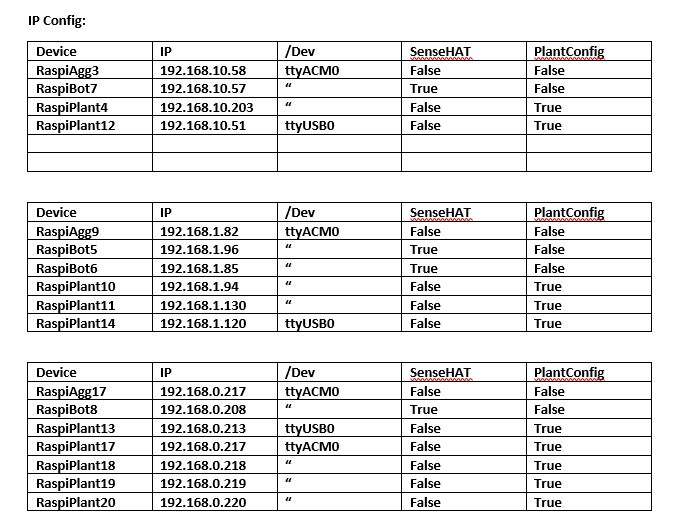 IP Config:
Device IP /Dev SenseHAT PlantConfig
RaspiAgg3 192.168.10.58 ttyACM0 False False
RaspiBot7 192.168.10.57 “ True False
RaspiPlant4 192.168.10.203 “ False True
RaspiPlant12 192.168.10.51 ttyUSB0 False True
Device IP /Dev SenseHAT PlantConfig
RaspiAgg9 192.168.1.82 ttyACM0 False False
RaspiBot5 192.168.1.96 “ True False
RaspiBot6 192.168.1.85 “ True False
RaspiPlant10 192.168.1.94 “ False True
RaspiPlant11 192.168.1.130 “ False True
RaspiPlant14 192.168.1.120 ttyUSB0 False True
Device IP /Dev SenseHAT PlantConfig
RaspiAgg17 192.168.0.217 ttyACM0 False False
RaspiBot8 192.168.0.208 “ True False
RaspiPlant13 192.168.0.213 ttyUSB0 False True
RaspiPlant17 192.168.0.217 ttyACM0 False True
RaspiPlant18 192.168.0.218 “ False True
RaspiPlant19 192.168.0.219 “ False True
RaspiPlant20 192.168.0.220 “ False True